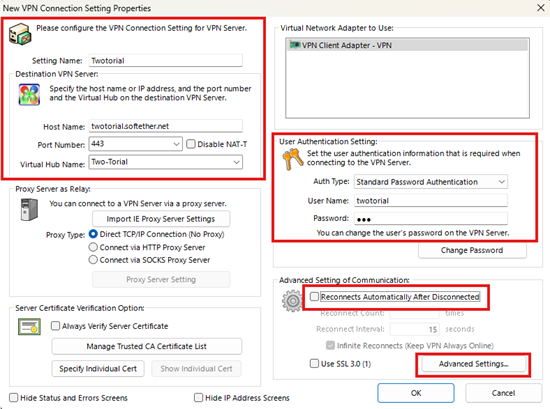 New VPN Connection Setting Properties
Please configure the VPN Connection Setting for VPN Server.
Setting Name: Twotorial
Destination VPN Server:
Specify the host name or IP address, and the port number
and the Virtual Hub on the destination VPN Server.
Host Name: twotorial.softether.net
Port Number: 443 Disable NAT-T
Virtual Hub Name: Two-Torial
Proxy Server as Relay:
You can connect to a VPN Server via a proxy server.
Import IE Proxy Server Settings
Proxy Type: Direct TCP/IP Connection (No Proxy)
Connect via HTTP Proxy Server
Connect via SOCKS Proxy Server
Proxy Server Setting
Server Certificate Verification Option:
Always Verify Server Certificate
Manage Trusted CA Certificate List
Specify Individual Cert Show Individual Cert
Hide Status and Errors Screens Hide IP Address Screens
Virtual Network Adapter to Use:
VPN Client Adapter - VPN
User Authentication Setting:
Set the user authentication information that is required when
connecting to the VPN Server.
Auth Type: Standard Password Authentication
User Name: twotorial
Password: ●●●
You can change the user's password on the VPN Server.
Change Password
Advanced Setting of Communication:
Reconnects Automatically After Disconnected
Reconnect Count: times
Reconnect Interval: 15 seconds
Infinite Reconnects (Keep VPN Always Online)
Use SSL 3.0 (1) Advanced Settings...
OK Cancel